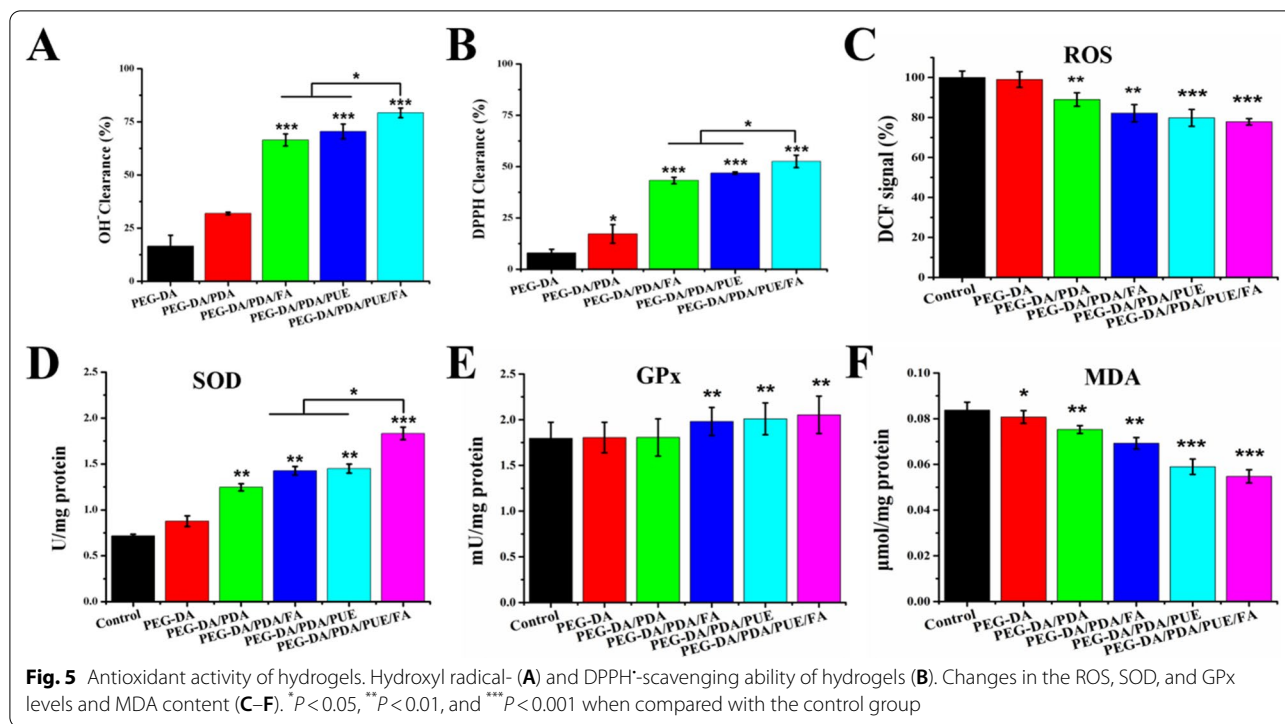 A
OH⁻ Clearance (%)
100
75
50
25
0
***
***
***
*
PEG-DA
PEG-DA/PDA
PEG-DA/PDA/FA
PEG-DA/PDA/PUE
PEG-DA/PDA/PUE/FA
B
DPPH Clearance (%)
100
75
50
25
0
*
***
***
***
*
PEG-DA
PEG-DA/PDA
PEG-DA/PDA/FA
PEG-DA/PDA/PUE
PEG-DA/PDA/PUE/FA
C
ROS
DCF signal (%)
100
80
60
40
20
0
**
**
***
***
Control
PEG-DA
PEG-DA/PDA
PEG-DA/PDA/FA
PEG-DA/PDA/PUE
PEG-DA/PDA/PUE/FA
D
SOD
U/mg protein
2.5
2.0
1.5
1.0
0.5
0.0
**
**
**
***
*
Control
PEG-DA
PEG-DA/PDA
PEG-DA/PDA/FA
PEG-DA/PDA/PUE
PEG-DA/PDA/PUE/FA
E
GPx
mU/mg protein
2.5
2.0
1.5
1.0
0.5
0.0
**
**
**
Control
PEG-DA
PEG-DA/PDA
PEG-DA/PDA/FA
PEG-DA/PDA/PUE
PEG-DA/PDA/PUE/FA
F
MDA
μmol/mg protein
0.10
0.08
0.06
0.04
0.02
0.00
*
**
**
***
***
Control
PEG-DA
PEG-DA/PDA
PEG-DA/PDA/FA
PEG-DA/PDA/PUE
PEG-DA/PDA/PUE/FA
Fig. 5 Antioxidant activity of hydrogels. Hydroxyl radical- (A) and DPPH•-scavenging ability of hydrogels (B). Changes in the ROS, SOD, and GPx
levels and MDA content (C–F). *P < 0.05, **P < 0.01, and ***P < 0.001 when compared with the control group